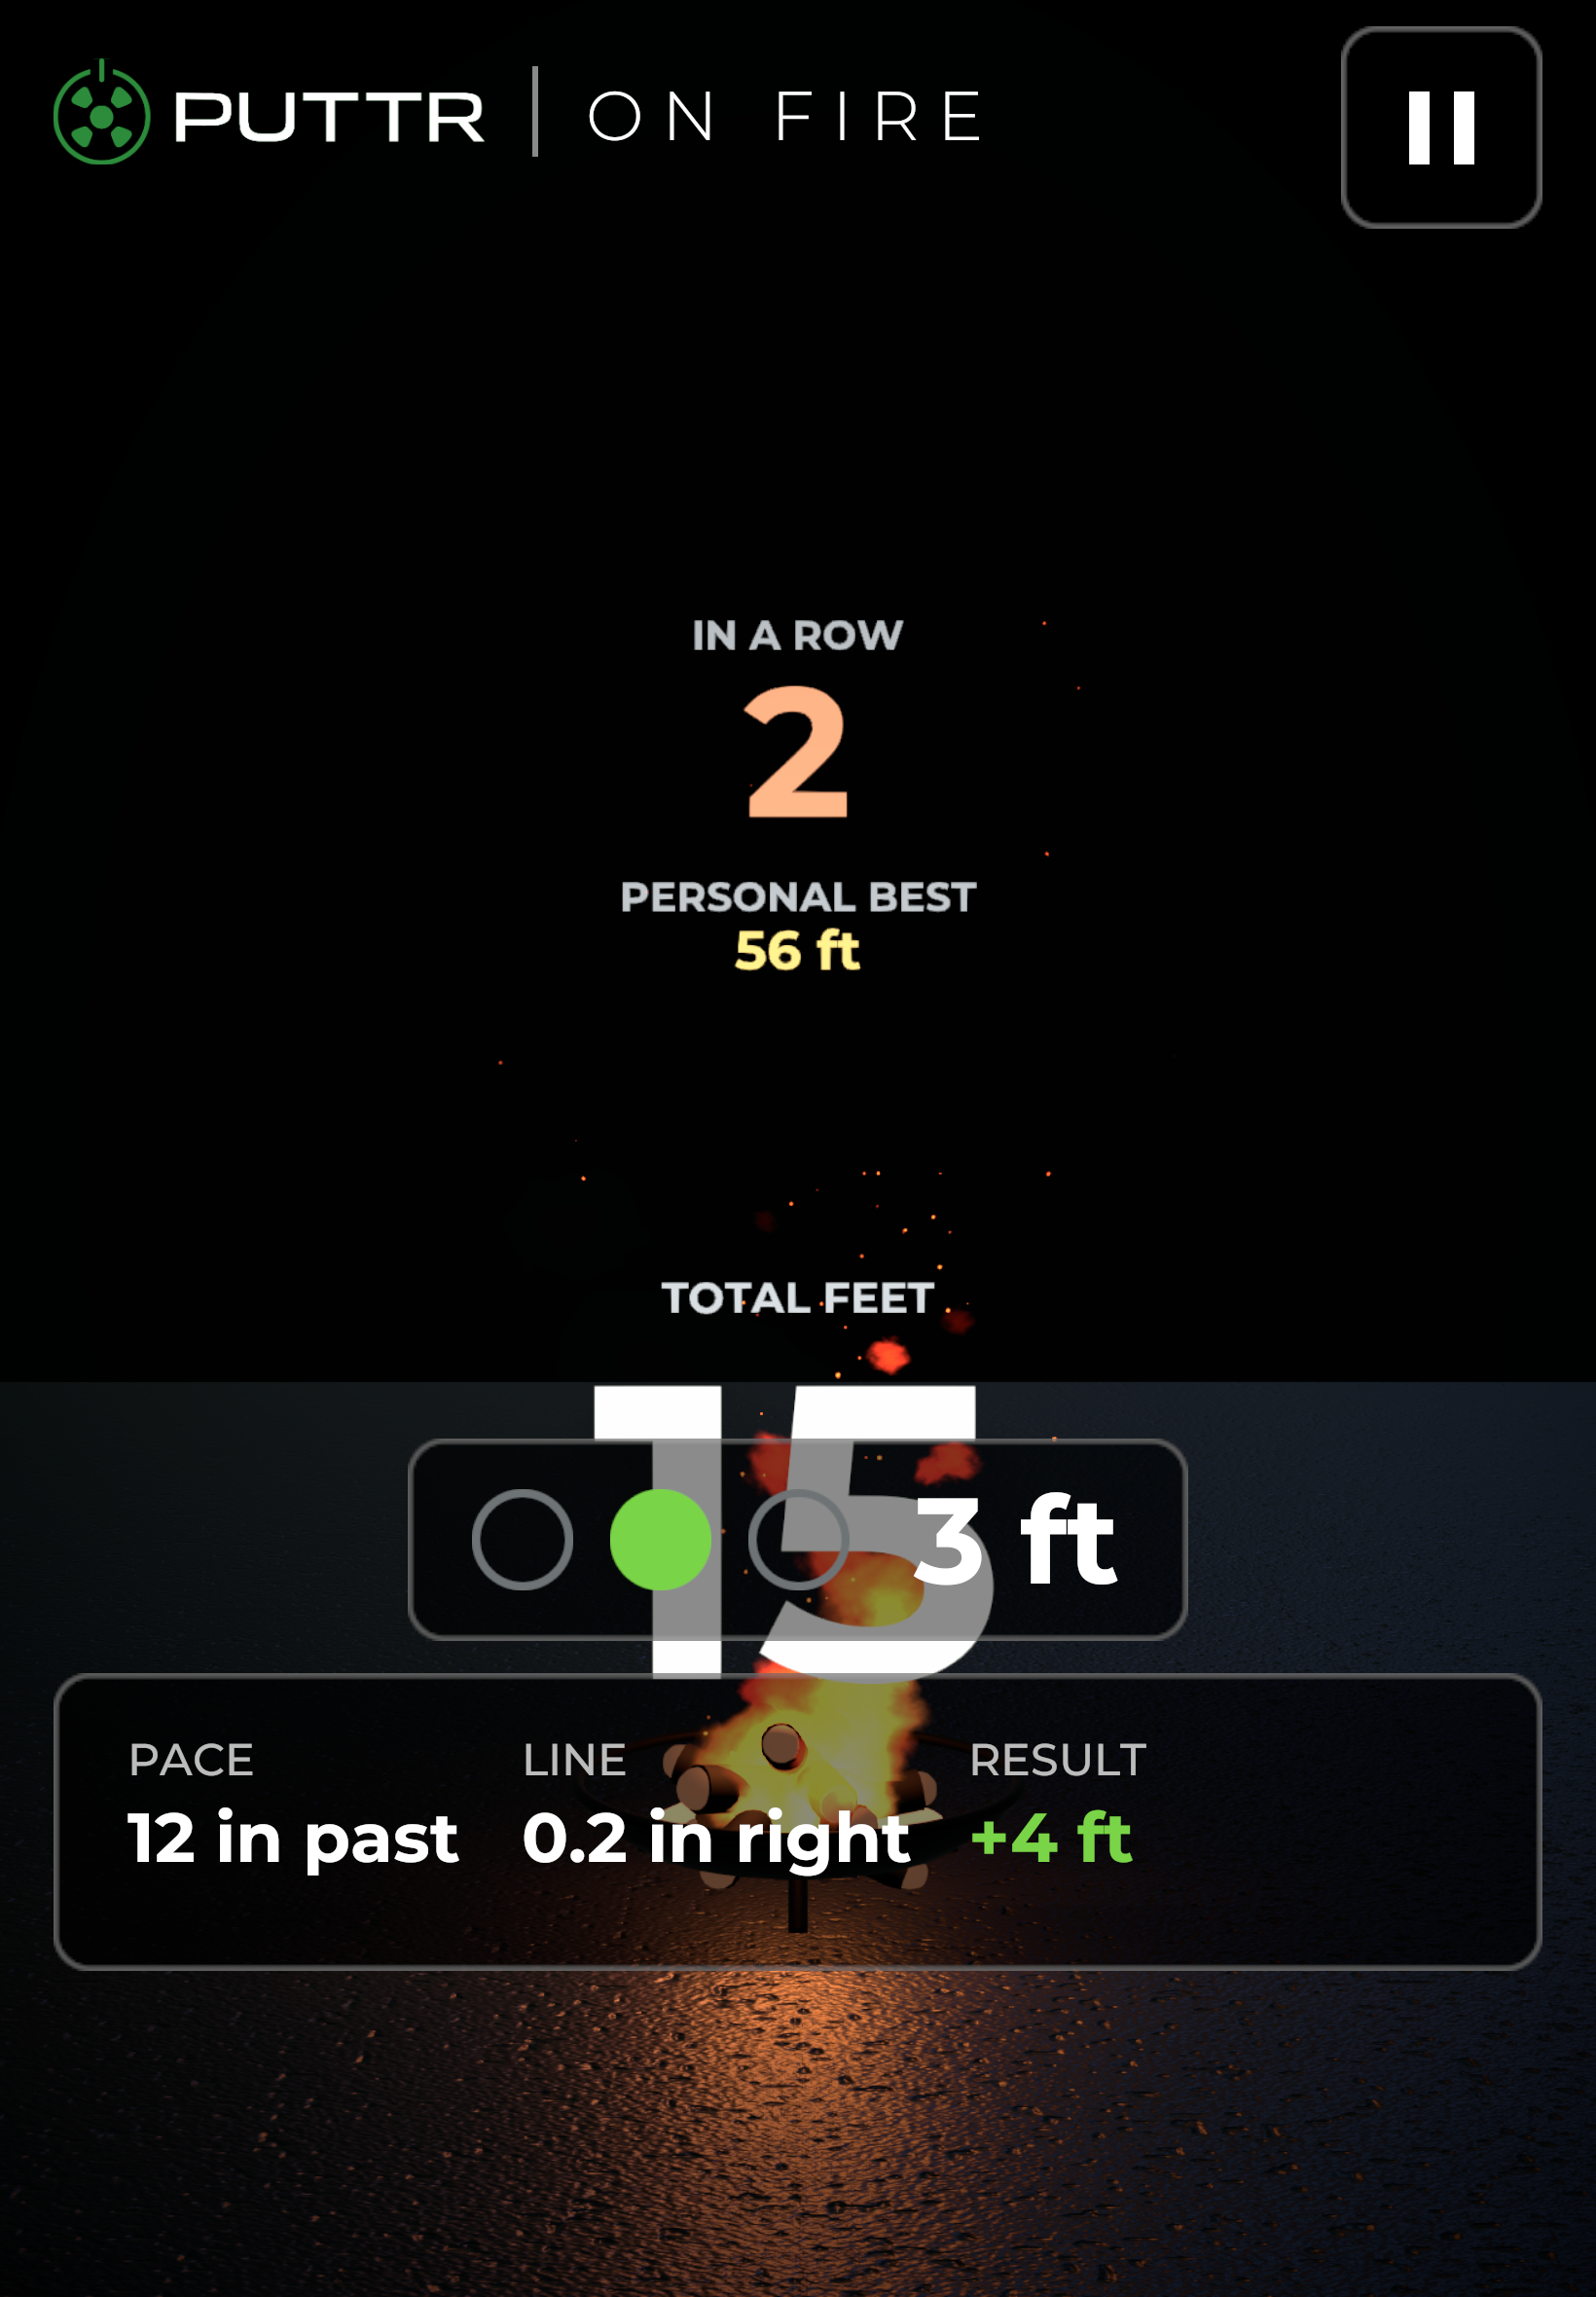 PUTTR | ON FIRE
IN A ROW
2
PERSONAL BEST
56 ft
TOTAL FEET
15
3 ft
PACE LINE RESULT
12 in past 0.2 in right +4 ft